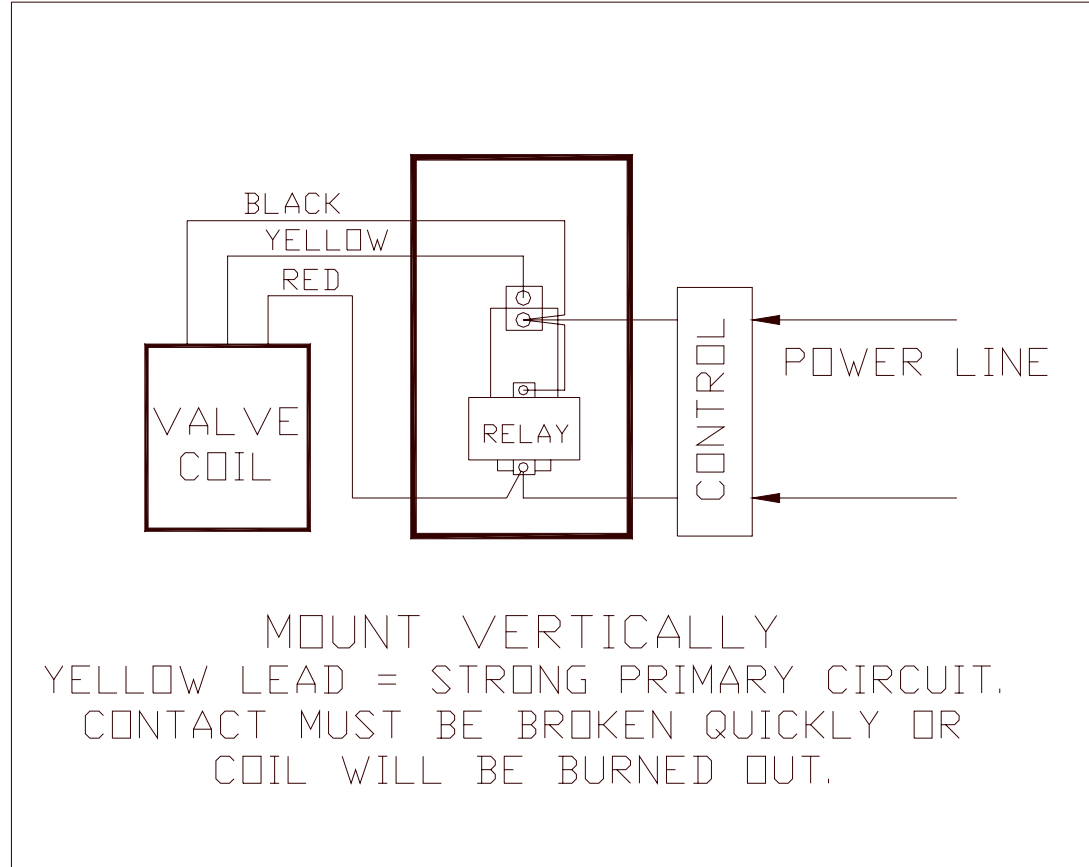 BLACK
YELLOW
RED
POWER LINE
CONTROL
VALVE
COIL
RELAY
MOUNT VERTICALLY
YELLOW LEAD = STRONG PRIMARY CIRCUIT.
CONTACT MUST BE BROKEN QUICKLY OR
COIL WILL BE BURNED OUT.